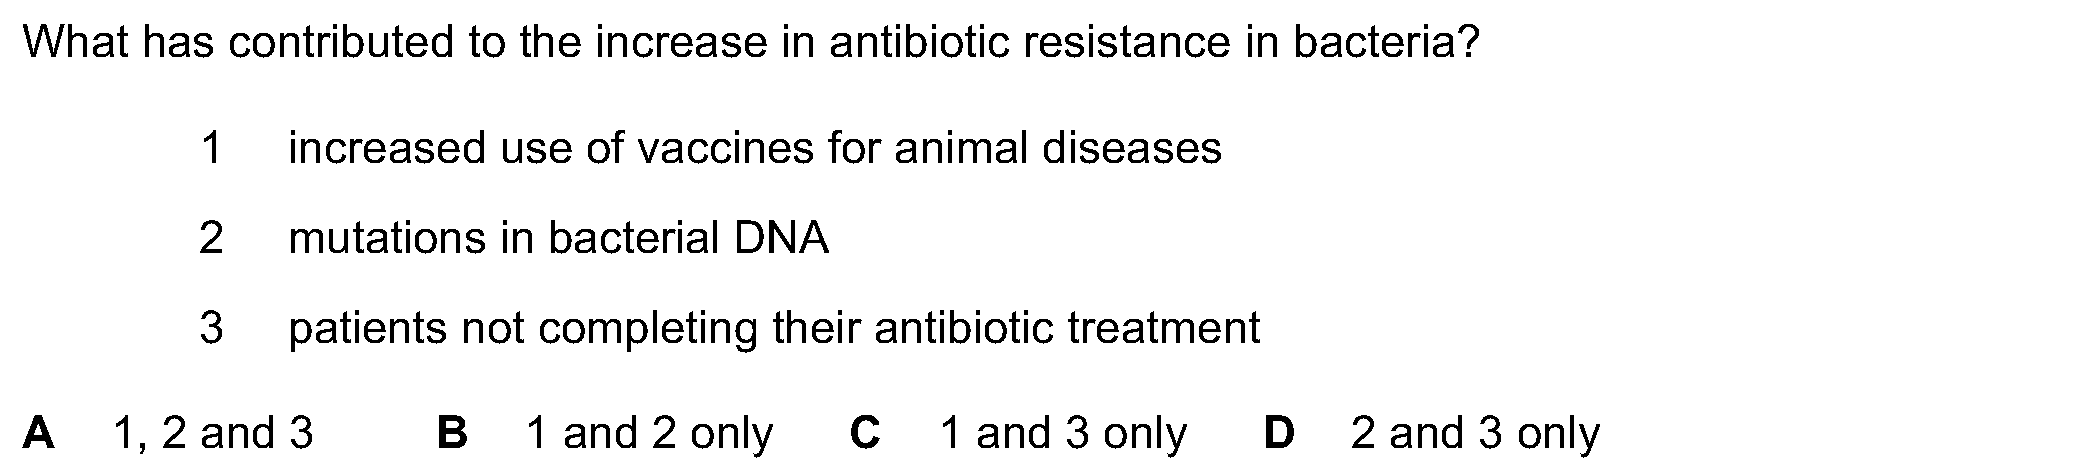 What has contributed to the increase in antibiotic resistance in bacteria?
1 increased use of vaccines for animal diseases
2 mutations in bacterial DNA
3 patients not completing their antibiotic treatment
A 1, 2 and 3 B 1 and 2 only C 1 and 3 only D 2 and 3 only